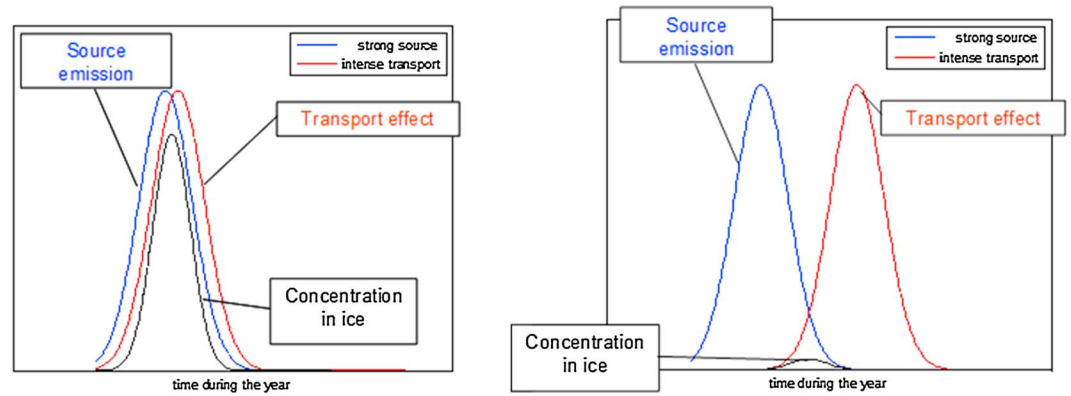 Source
emission
strong source
intense transport
Transport effect
Concentration
in ice
time during the year
Source
emission
strong source
intense transport
Transport effect
Concentration
in ice
time during the year